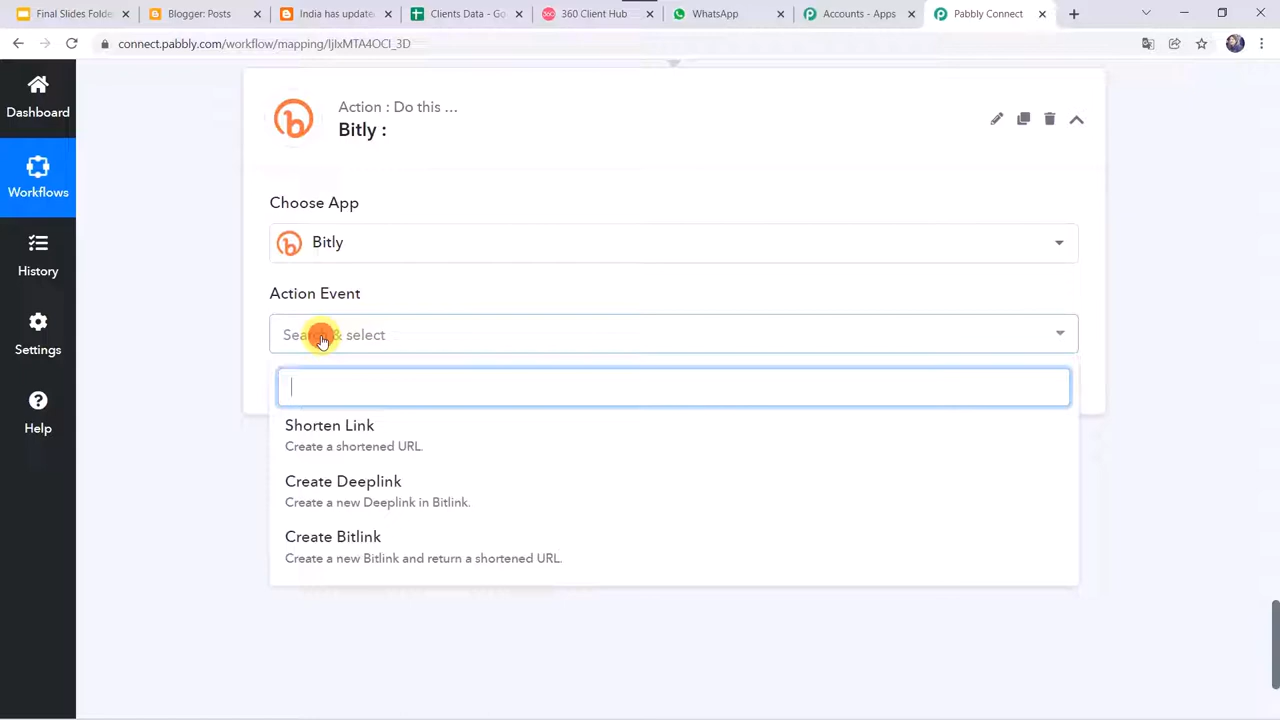 Final Slides Folde
Blogger: Posts
India has update
Clients Data - Go
360 Client Hub
WhatsApp
Accounts - Apps
Pabbly Connect
connect.pabbly.com/workflow/mapping/IjIxMTA4OCI_3D
Dashboard
Workflows
History
Settings
Help
Action : Do this ...
Bitly :
Choose App
Bitly
Action Event
Search & select
Shorten Link
Create a shortened URL.
Create Deeplink
Create a new Deeplink in Bitlink.
Create Bitlink
Create a new Bitlink and return a shortened URL.